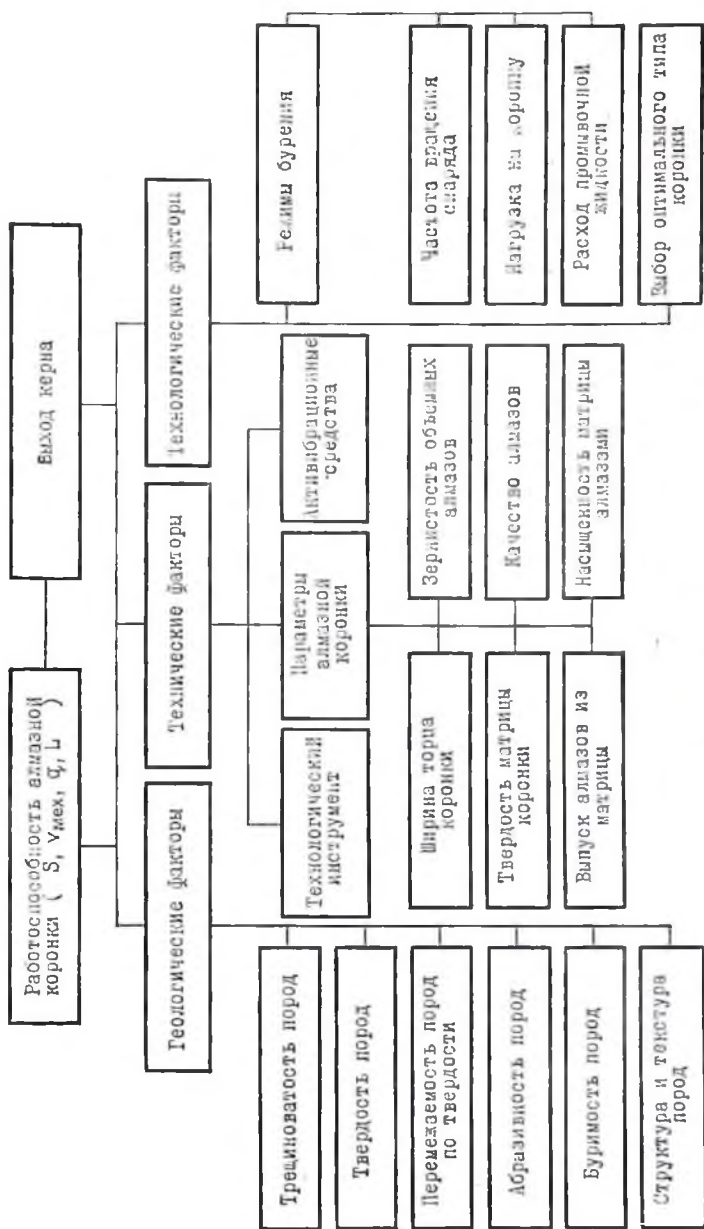 Работоспособность алмазной
коронки ( S, Vмех, q, L )
Выход керна
Геологические факторы
Технические факторы
Технологические факторы
Трещиноватость пород
Твердость пород
Перемежаемость пород
по твердости
Абразивность пород
Буримость пород
Структура и текстура
пород
Технологический
инструмент
Параметры
алмазной
коронки
Антивибрационные
средства
Ширина торца
коронки
Твердость матрицы
коронки
Выпуск алмазов из
матрицы
Зернистость объемных
алмазов
Качество алмазов
Насыщенность матрицы
алмазами
Режимы бурения
Частота вращения
снаряда
Нагрузка на коронку
Расход промывочной
жидкости
Выбор оптимального типа
коронки